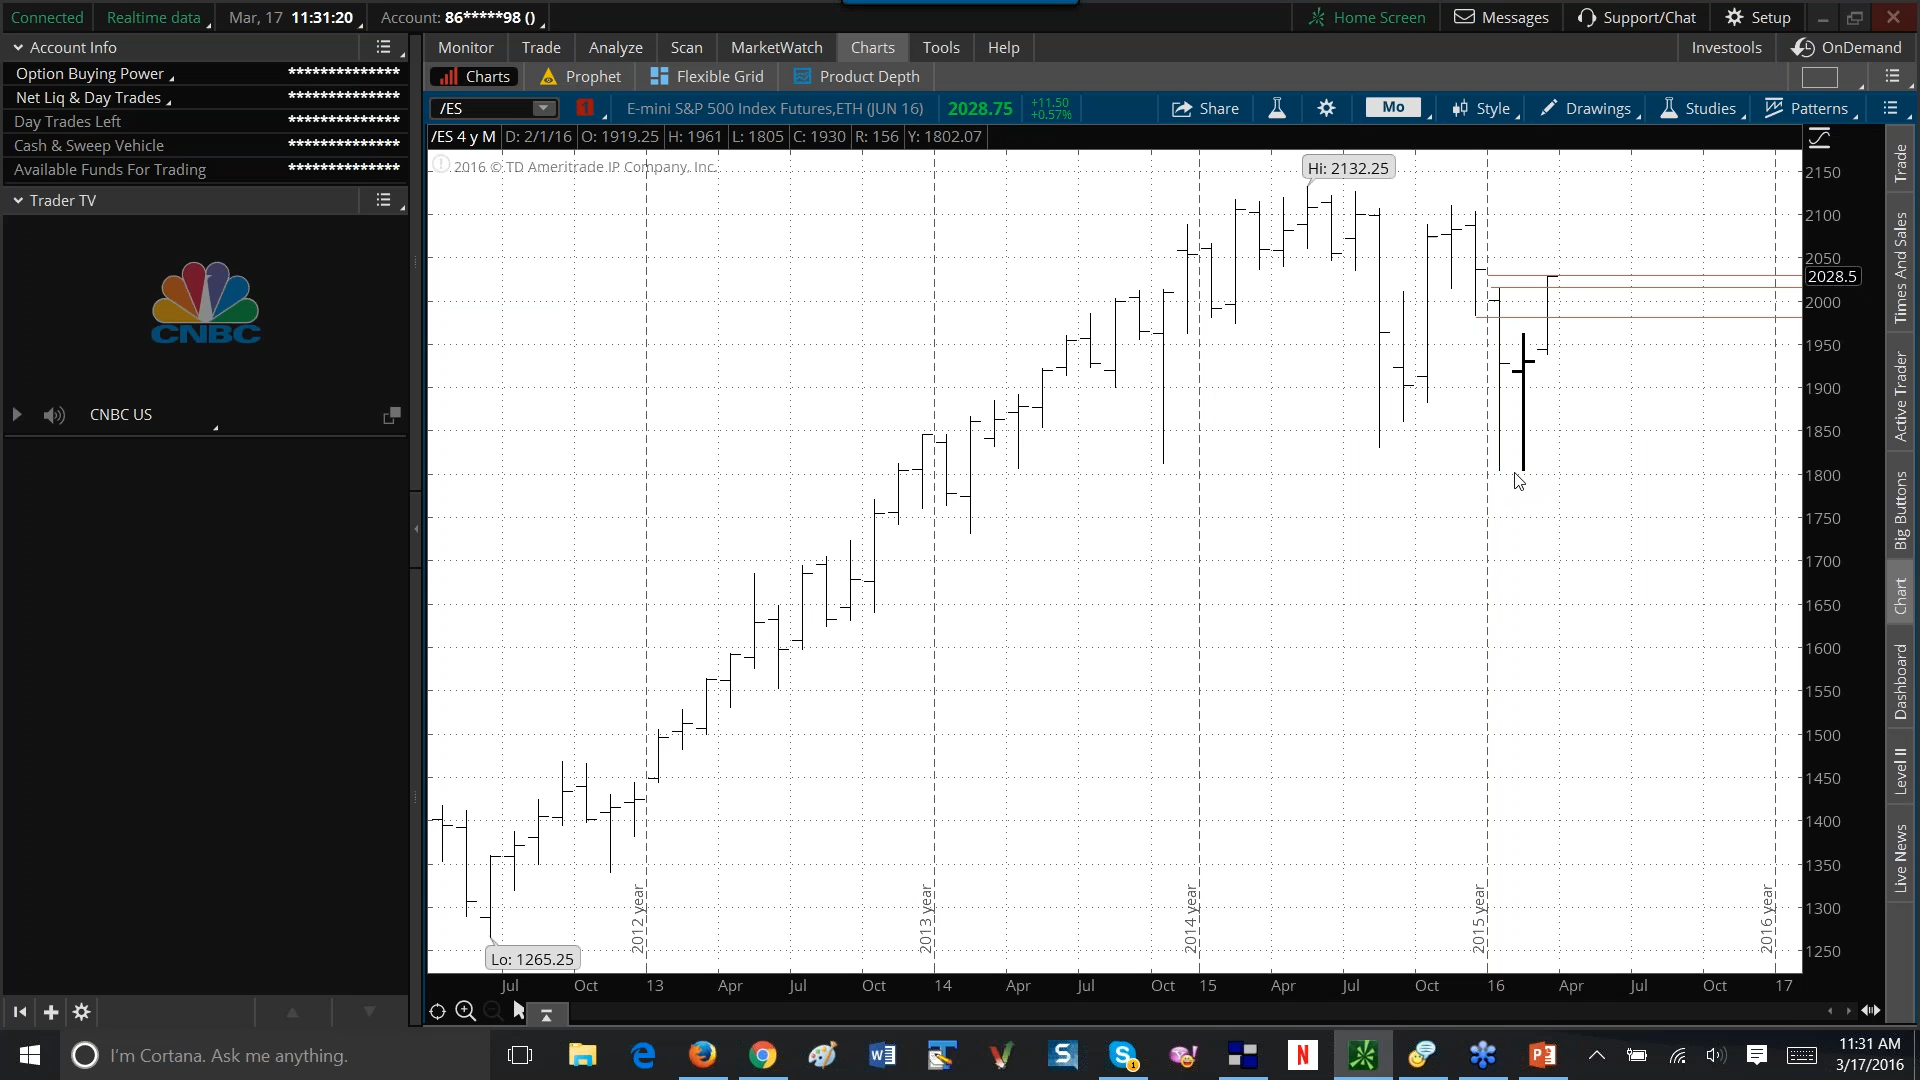 Connected Realtime data Mar, 17 11:31:20 Account: 86*****98 () Home Screen Messages Support/Chat Setup
Account Info
Option Buying Power **************
Net Liq & Day Trades **************
Day Trades Left **************
Cash & Sweep Vehicle **************
Available Funds For Trading **************
Trader TV
CNBC
CNBC US
Monitor Trade Analyze Scan MarketWatch Charts Tools Help Investools OnDemand
Charts Prophet Flexible Grid Product Depth
/ES 1 E-mini S&P 500 Index Futures,ETH (JUN 16) 2028.75 +11.50 +0.57% Share Mo Style Drawings Studies Patterns
/ES 4 y M D: 2/1/16 O: 1919.25 H: 1961 L: 1805 C: 1930 R: 156 Y: 1802.07
2016 © TD Ameritrade IP Company, Inc.
Hi: 2132.25
Lo: 1265.25
2012 year
2013 year
2014 year
2015 year
2016 year
2150
2100
2050
2028.5
2000
1950
1900
1850
1800
1750
1700
1650
1600
1550
1500
1450
1400
1350
1300
1250
Jul Oct 13 Apr Jul Oct 14 Apr Jul Oct 15 Apr Jul Oct 16 Apr Jul Oct 17
Trade
Times And Sales
Active Trader
Big Buttons
Chart
Dashboard
Level II
Live News
I'm Cortana. Ask me anything.
N
11:31 AM
3/17/2016